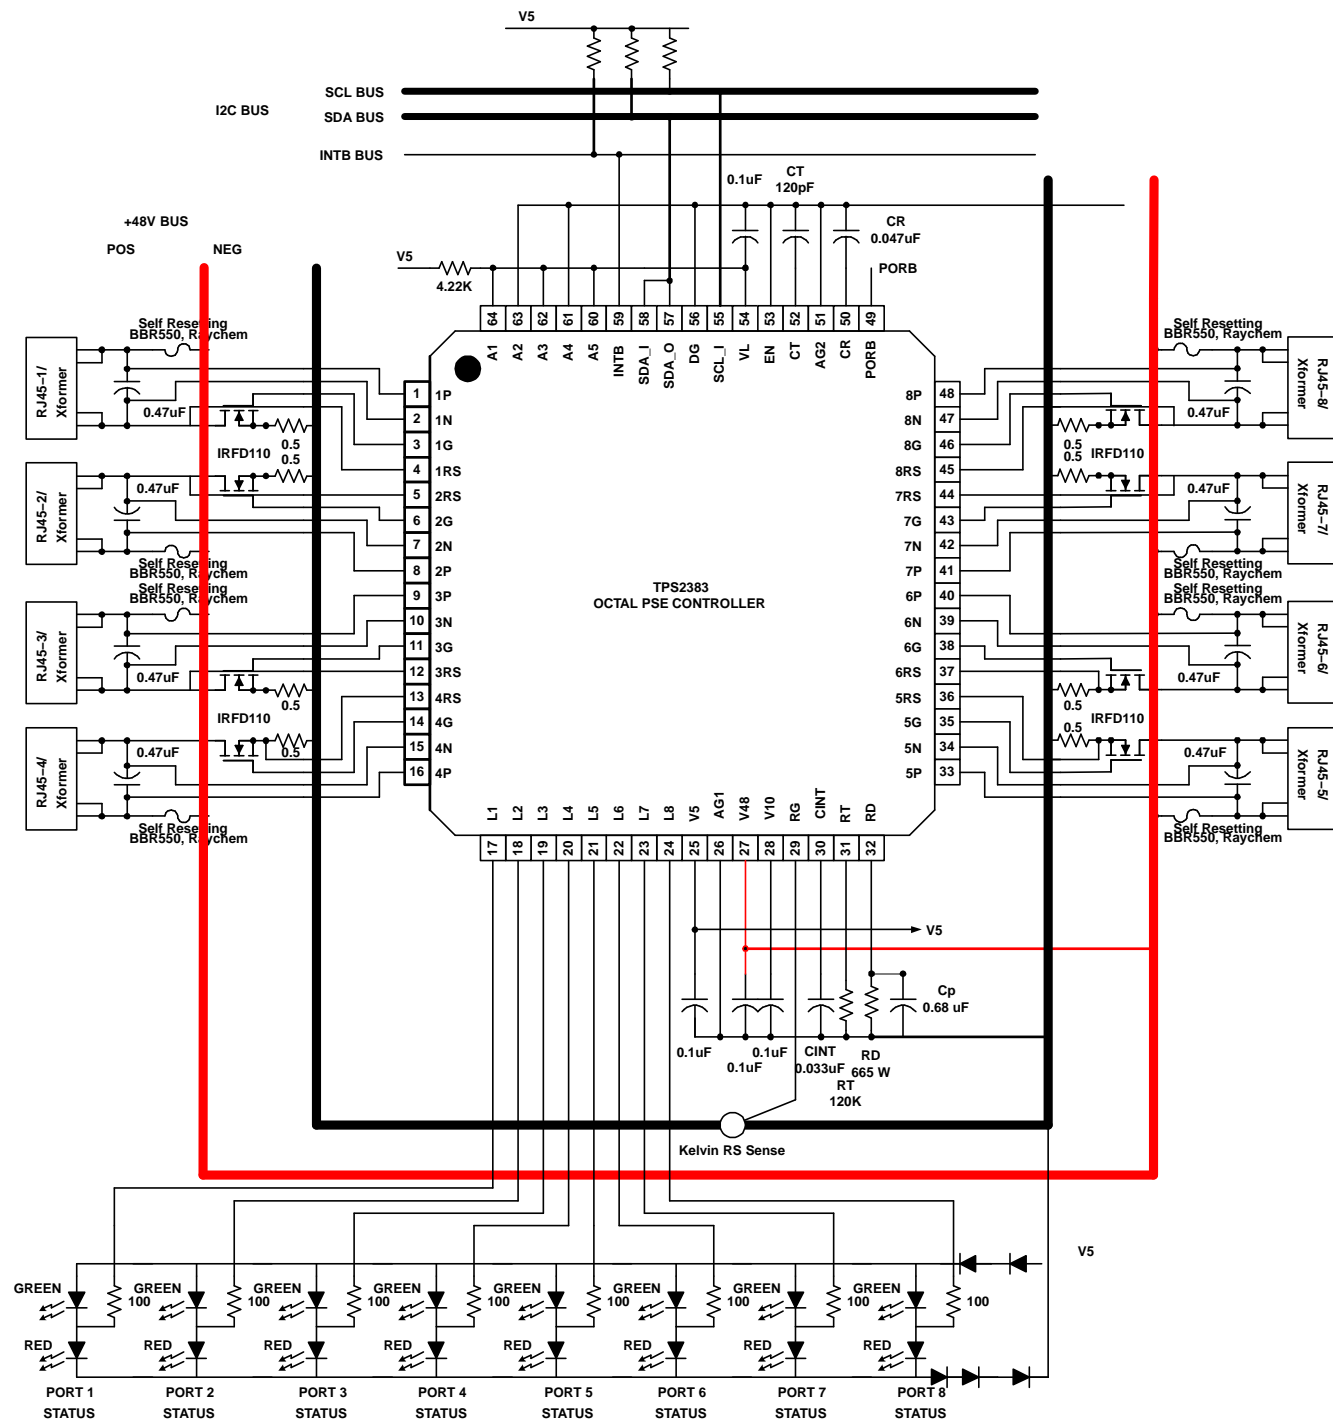 V5
SCL BUS
I2C BUS
SDA BUS
INTB BUS
0.1uF
CT
120pF
CR
0.047uF
+48V BUS
POS
NEG
V5
4.22K
PORB
64 63 62 61 60 59 58 57 56 55 54 53 52 51 50 49
A1 A2 A3 A4 A5 INTB SDA_I SDA_O DG SCL_I VL EN CT AG2 CR PORB
Self Resetting
BBR550, Raychem
RJ45-1/
Xformer
0.47uF
0.5
IRFD110
0.5
RJ45-2/
Xformer
0.47uF
Self Resetting
BBR550, Raychem
Self Resetting
BBR550, Raychem
RJ45-3/
Xformer
0.47uF
0.5
IRFD110
0.5
RJ45-4/
Xformer
0.47uF
Self Resetting
BBR550, Raychem
1 1P
2 1N
3 1G
4 1RS
5 2RS
6 2G
7 2N
8 2P
9 3P
10 3N
11 3G
12 3RS
13 4RS
14 4G
15 4N
16 4P
TPS2383
OCTAL PSE CONTROLLER
8P 48
8N 47
8G 46
8RS 45
7RS 44
7G 43
7N 42
7P 41
6P 40
6N 39
6G 38
6RS 37
5RS 36
5G 35
5N 34
5P 33
Self Resetting
BBR550, Raychem
RJ45-8/
Xformer
0.47uF
0.5
0.5
IRFD110
0.47uF
RJ45-7/
Xformer
Self Resetting
BBR550, Raychem
Self Resetting
BBR550, Raychem
RJ45-6/
Xformer
0.47uF
0.5
0.5
IRFD110
0.47uF
RJ45-5/
Xformer
Self Resetting
BBR550, Raychem
L1 L2 L3 L4 L5 L6 L7 L8 V5 AG1 V48 V10 RG CINT RT RD
17 18 19 20 21 22 23 24 25 26 27 28 29 30 31 32
V5
Cp
0.68 uF
0.1uF
0.1uF
0.1uF
CINT
0.033uF
RD
665 W
RT
120K
Kelvin RS Sense
V5
GREEN 100 GREEN 100 GREEN 100 GREEN 100 GREEN 100 GREEN 100 GREEN 100 GREEN 100
RED RED RED RED RED RED RED RED
PORT 1 PORT 2 PORT 3 PORT 4 PORT 5 PORT 6 PORT 7 PORT 8
STATUS STATUS STATUS STATUS STATUS STATUS STATUS STATUS